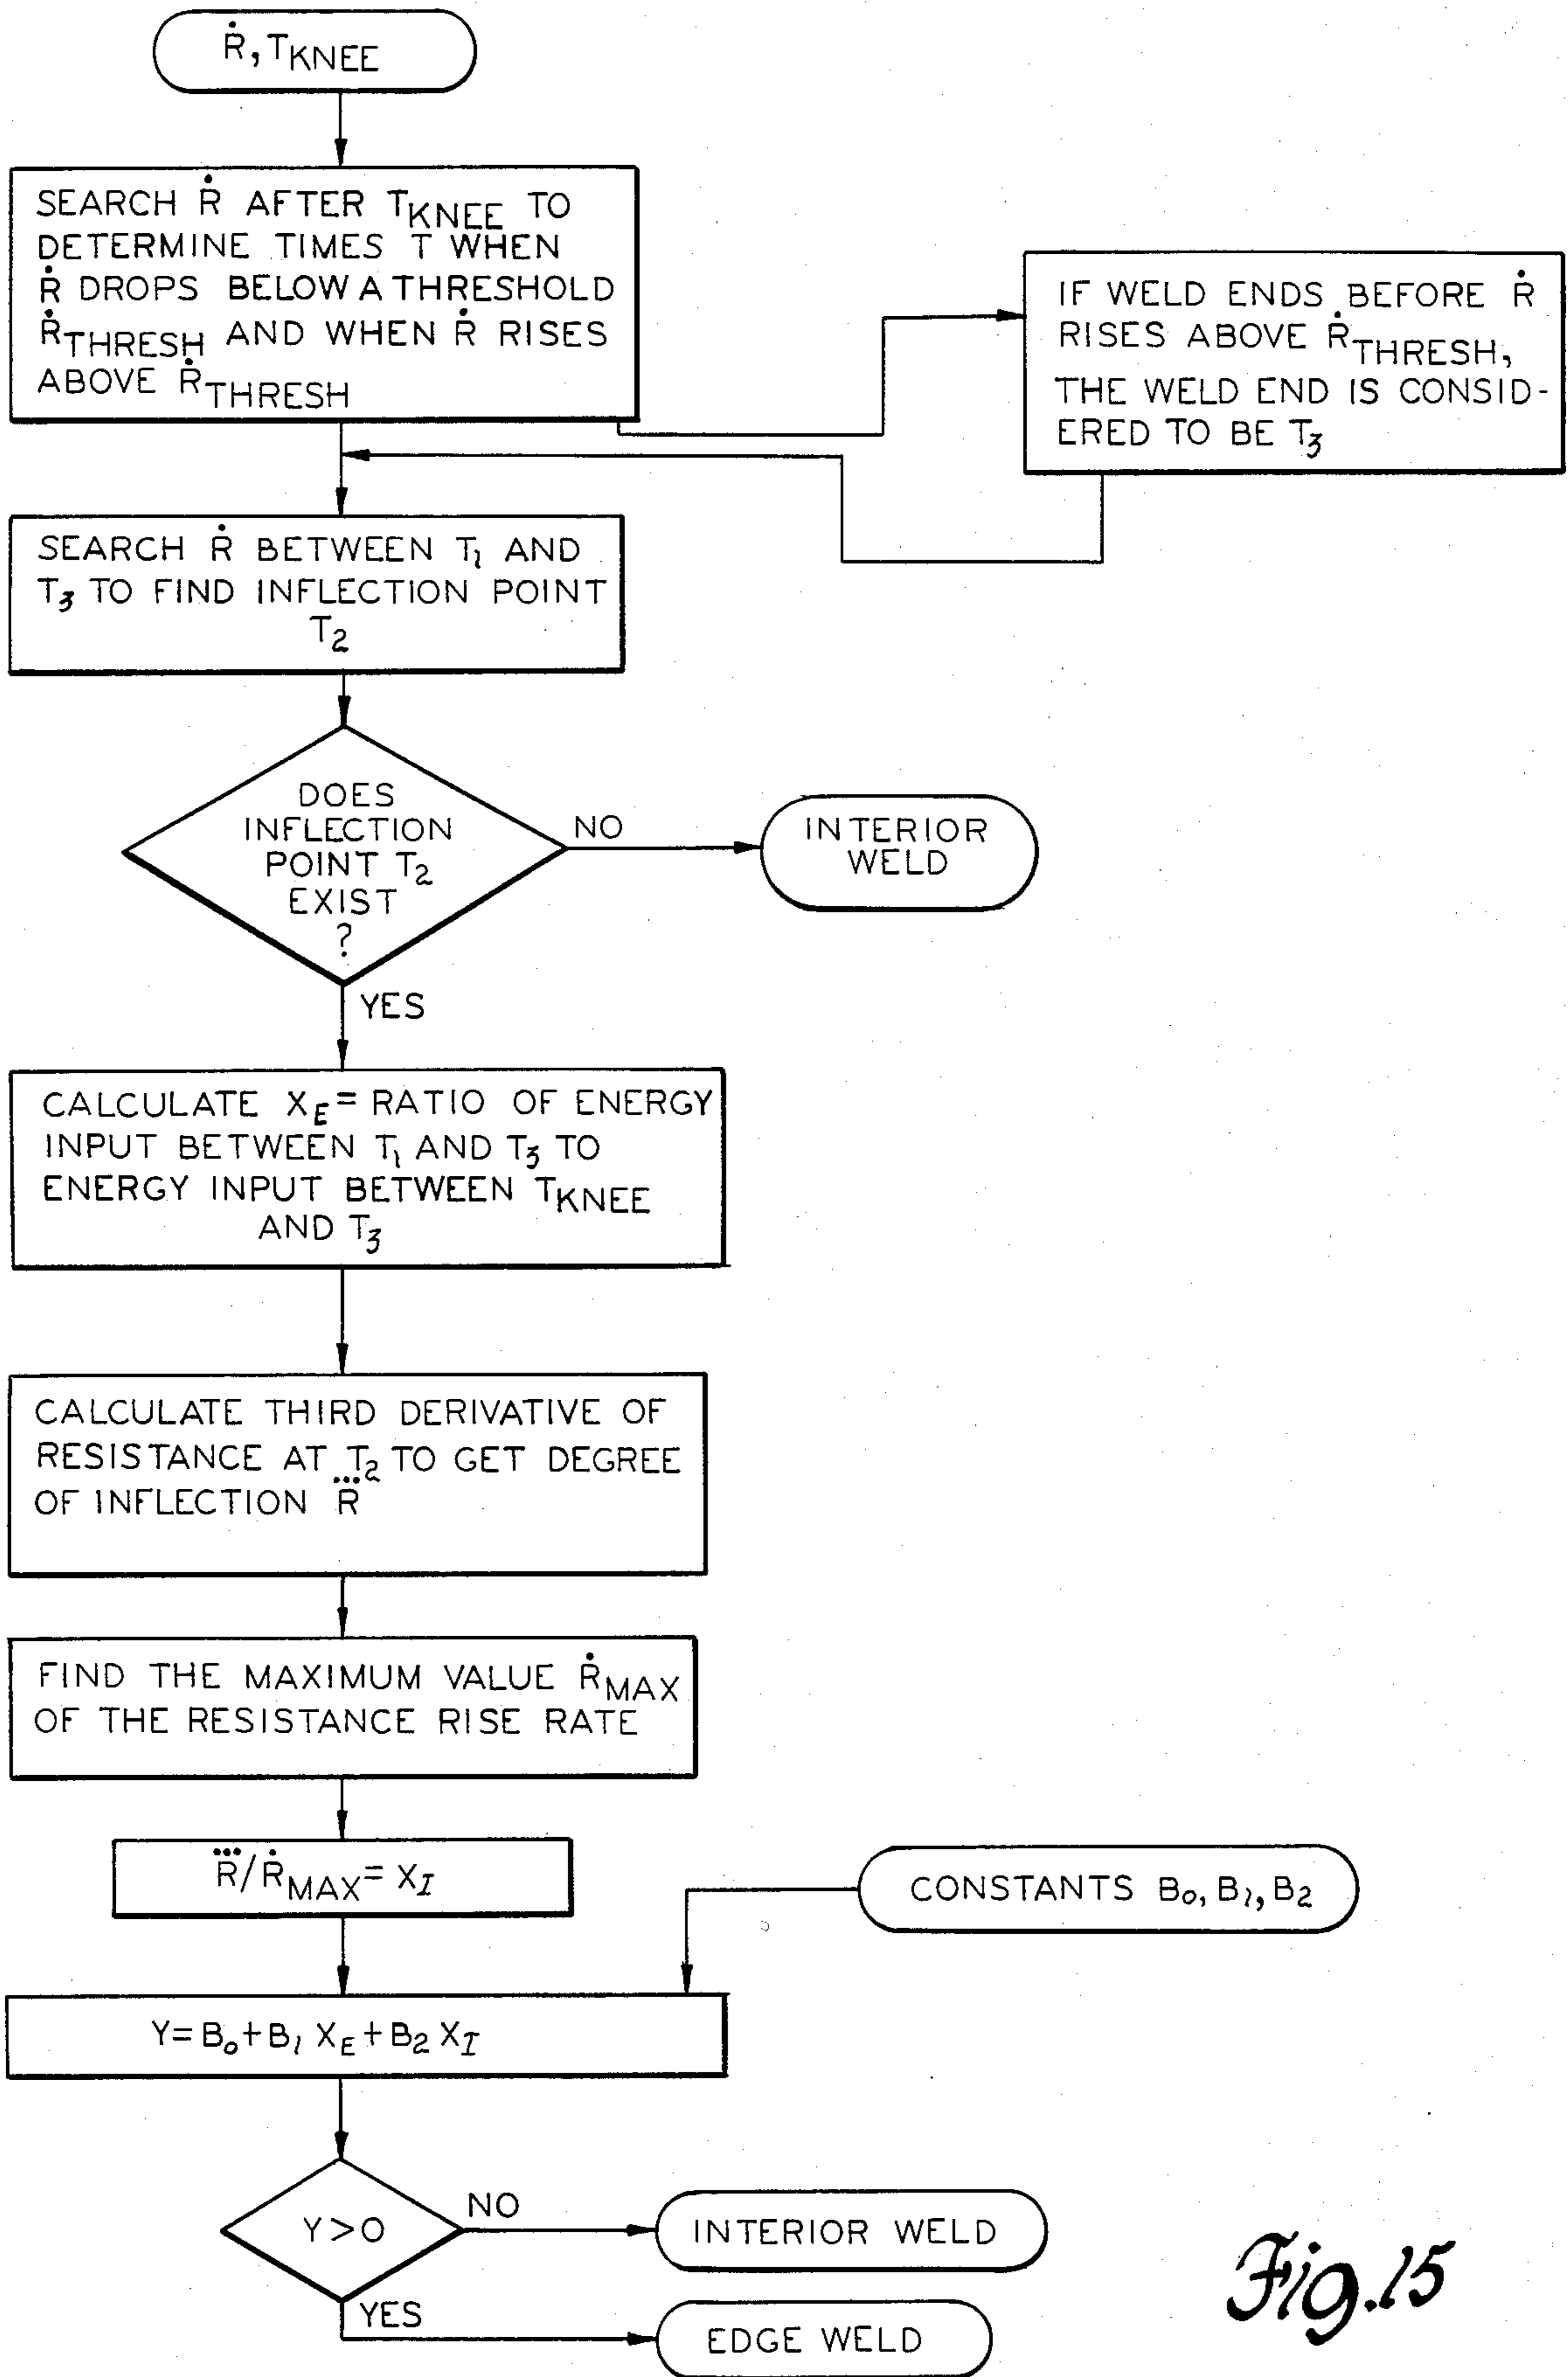 Ṙ, TKNEE
SEARCH Ṙ AFTER TKNEE TO
DETERMINE TIMES T WHEN
Ṙ DROPS BELOW A THRESHOLD
ṘTHRESH AND WHEN Ṙ RISES
ABOVE ṘTHRESH
IF WELD ENDS BEFORE Ṙ
RISES ABOVE ṘTHRESH,
THE WELD END IS CONSID-
ERED TO BE T3
SEARCH Ṙ BETWEEN T1 AND
T3 TO FIND INFLECTION POINT
T2
DOES
INFLECTION
POINT T2
EXIST
?
NO
INTERIOR
WELD
YES
CALCULATE XE = RATIO OF ENERGY
INPUT BETWEEN T1 AND T3 TO
ENERGY INPUT BETWEEN TKNEE
AND T3
CALCULATE THIRD DERIVATIVE OF
RESISTANCE AT T2 TO GET DEGREE
OF INFLECTION R⃛
FIND THE MAXIMUM VALUE ṘMAX
OF THE RESISTANCE RISE RATE
R⃛/ṘMAX = XI
CONSTANTS B0, B1, B2
Y = B0 + B1 XE + B2 XI
Y > 0
NO
INTERIOR WELD
YES
EDGE WELD
Fig. 15